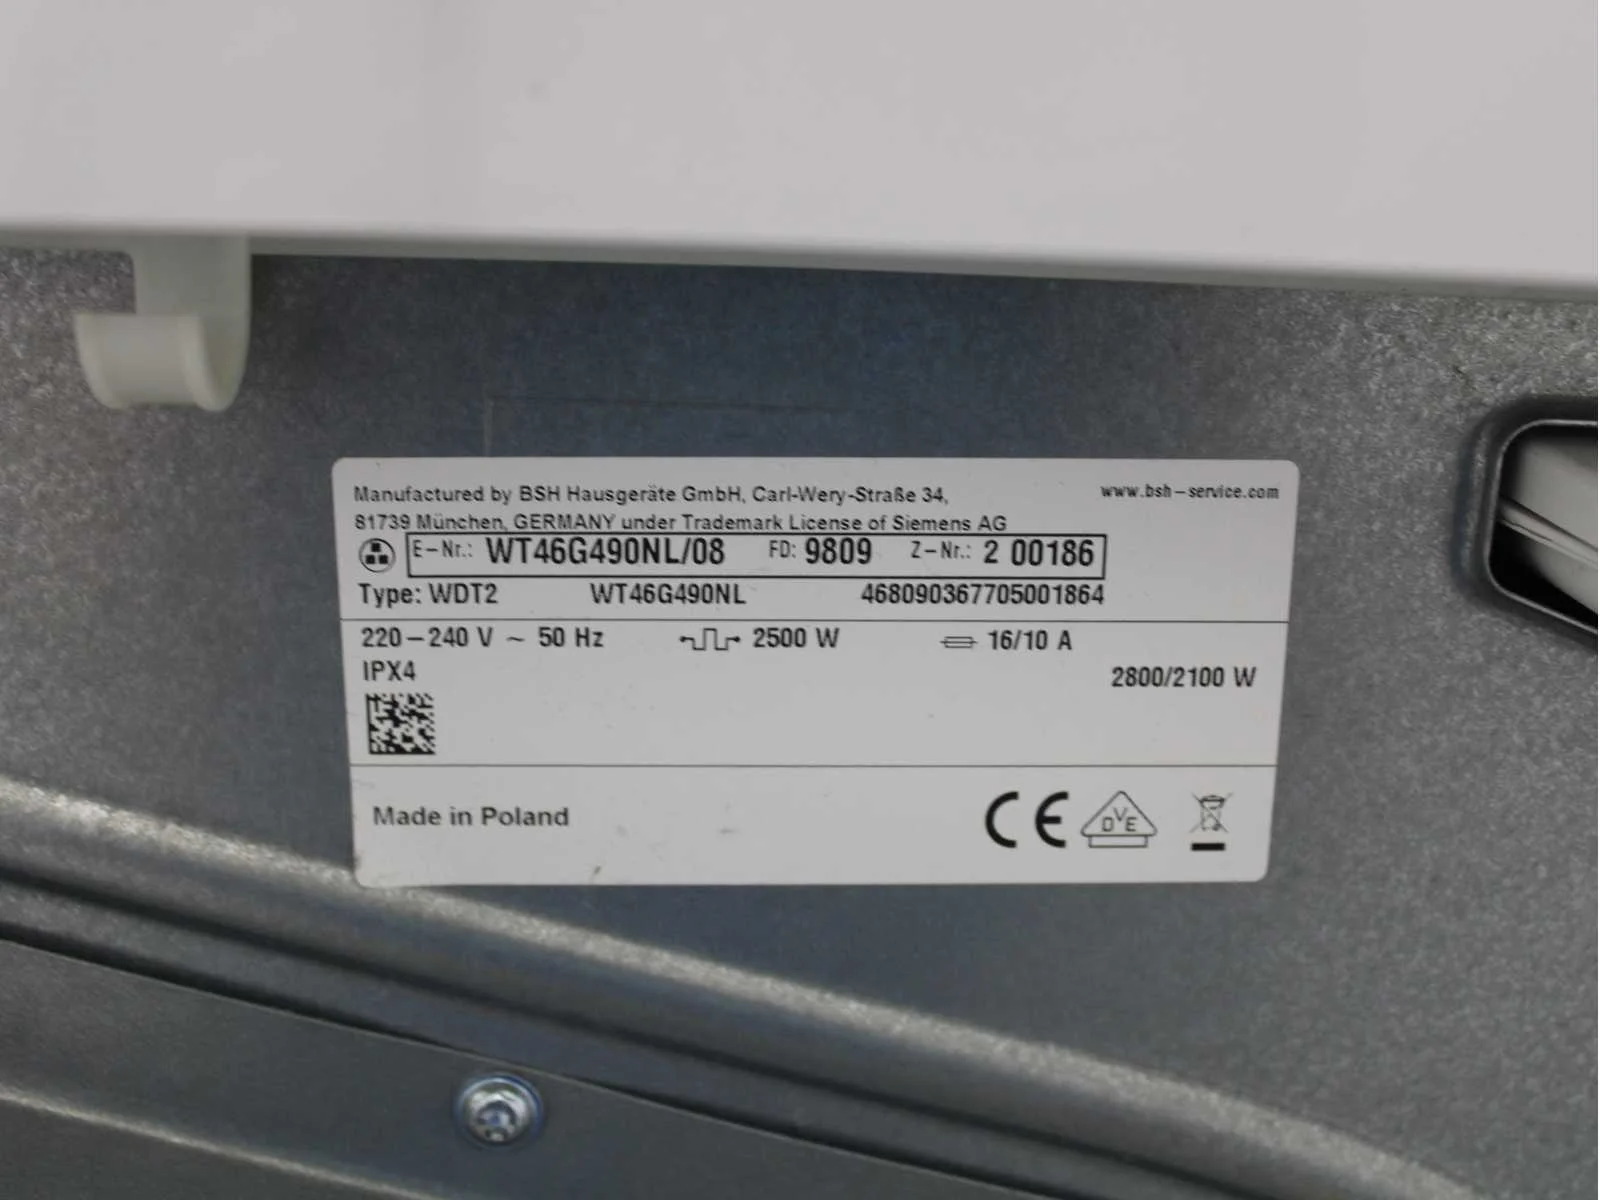 Manufactured by BSH Hausgeräte GmbH, Carl-Wery-Straße 34,
www.bsh-service.com
81739 München, GERMANY under Trademark License of Siemens AG
E-Nr.: WT46G490NL/08 FD: 9809 Z-Nr.: 2 00186
Type: WDT2 WT46G490NL 468090367705001864
220-240 V ~ 50 Hz 2500 W 16/10 A
IPX4 2800/2100 W
Made in Poland
CE DVE